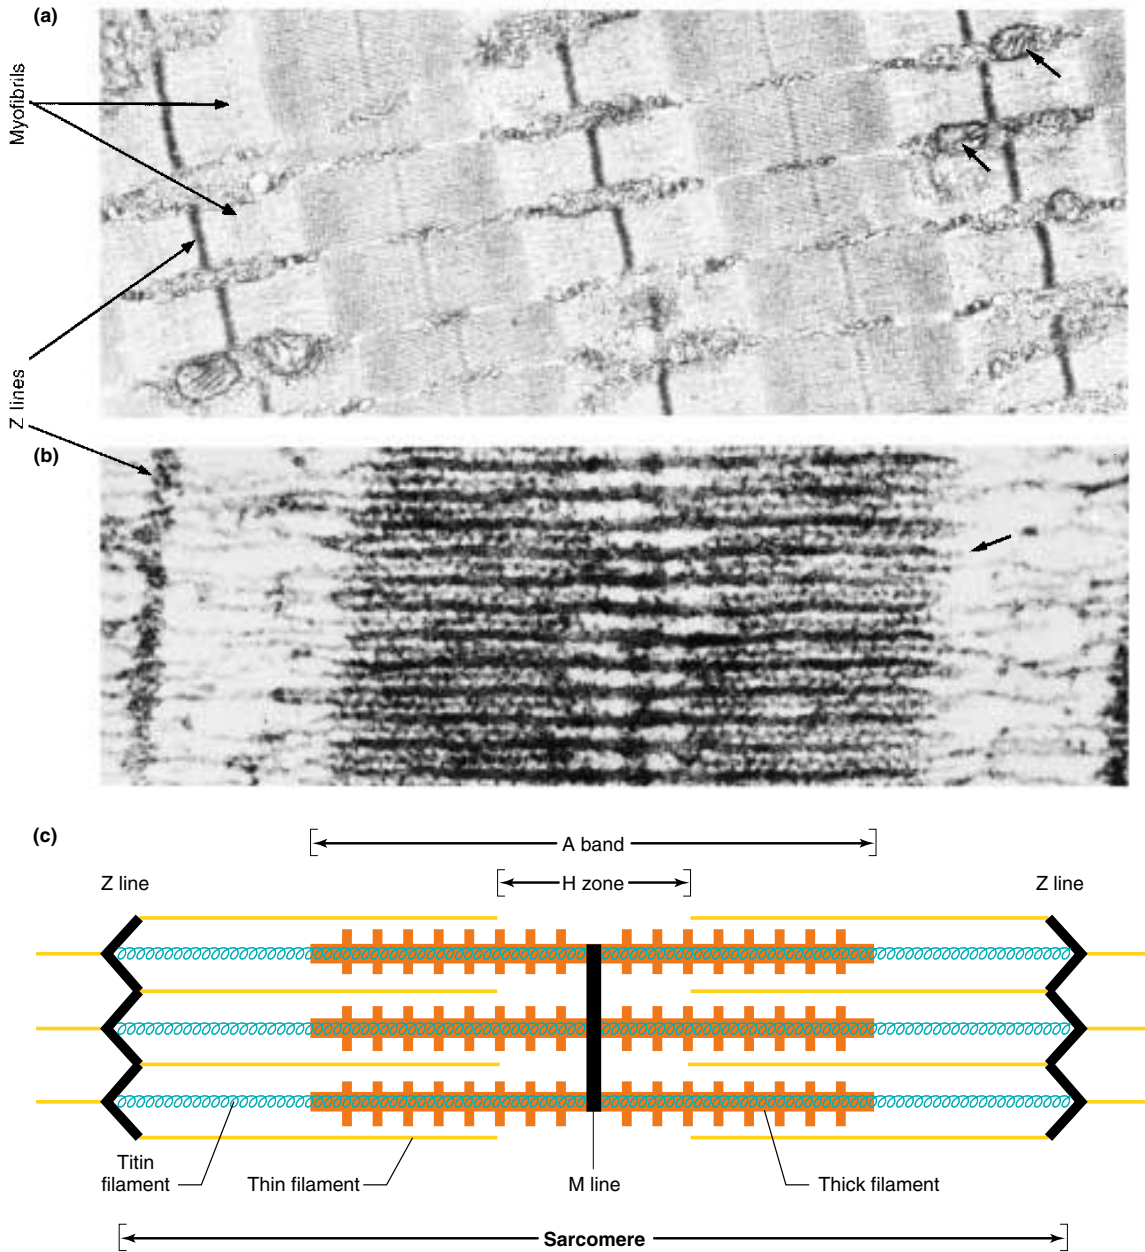 (a)
Myofibrils
Z lines
(b)
(c)
A band
Z line
H zone
Z line
Titin
filament
Thin filament
M line
Thick filament
Sarcomere